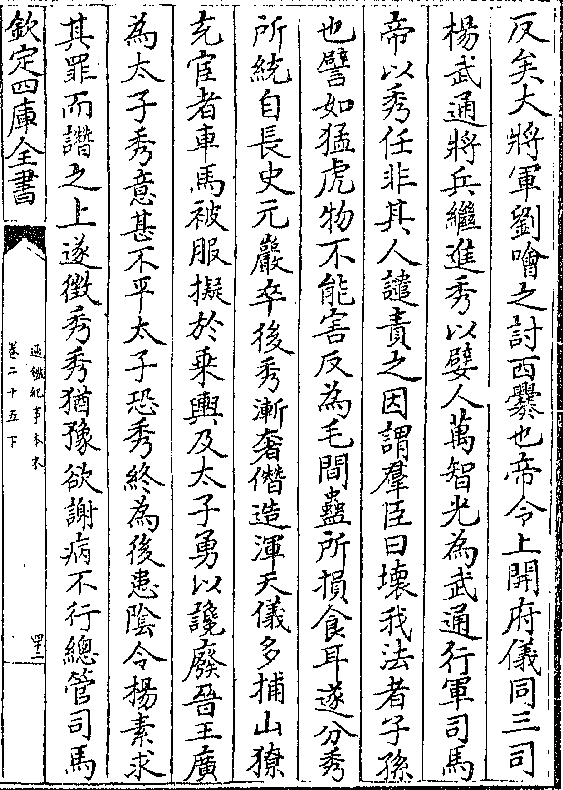 反矣大將軍劉噲之討西爨也帝令上開府儀同三司
楊武通將兵繼進秀以嬖人萬智光為武通行軍司馬
帝以秀任非其人譴責之因謂羣臣曰壞我法者子孫
也譬如猛虎物不能害反為毛間蟲所損食耳遂分秀
所統自長史元巖卒後秀漸奢僭造渾天儀多捕山獠
充宦者車馬被服擬於乗輿及太子勇以讒廢晉王廣
為太子秀意甚不平太子恐秀終為後患陰令楊素求
其罪而譖之上遂徴秀秀猶豫欲謝病不行總管司馬
欽定四庫全書
通鑑紀事本末
卷二十五下
四十二